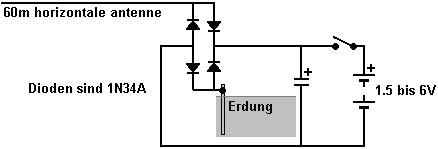 60m horizontale antenne
Dioden sind 1N34A
Erdung
+
+
1.5 bis 6V